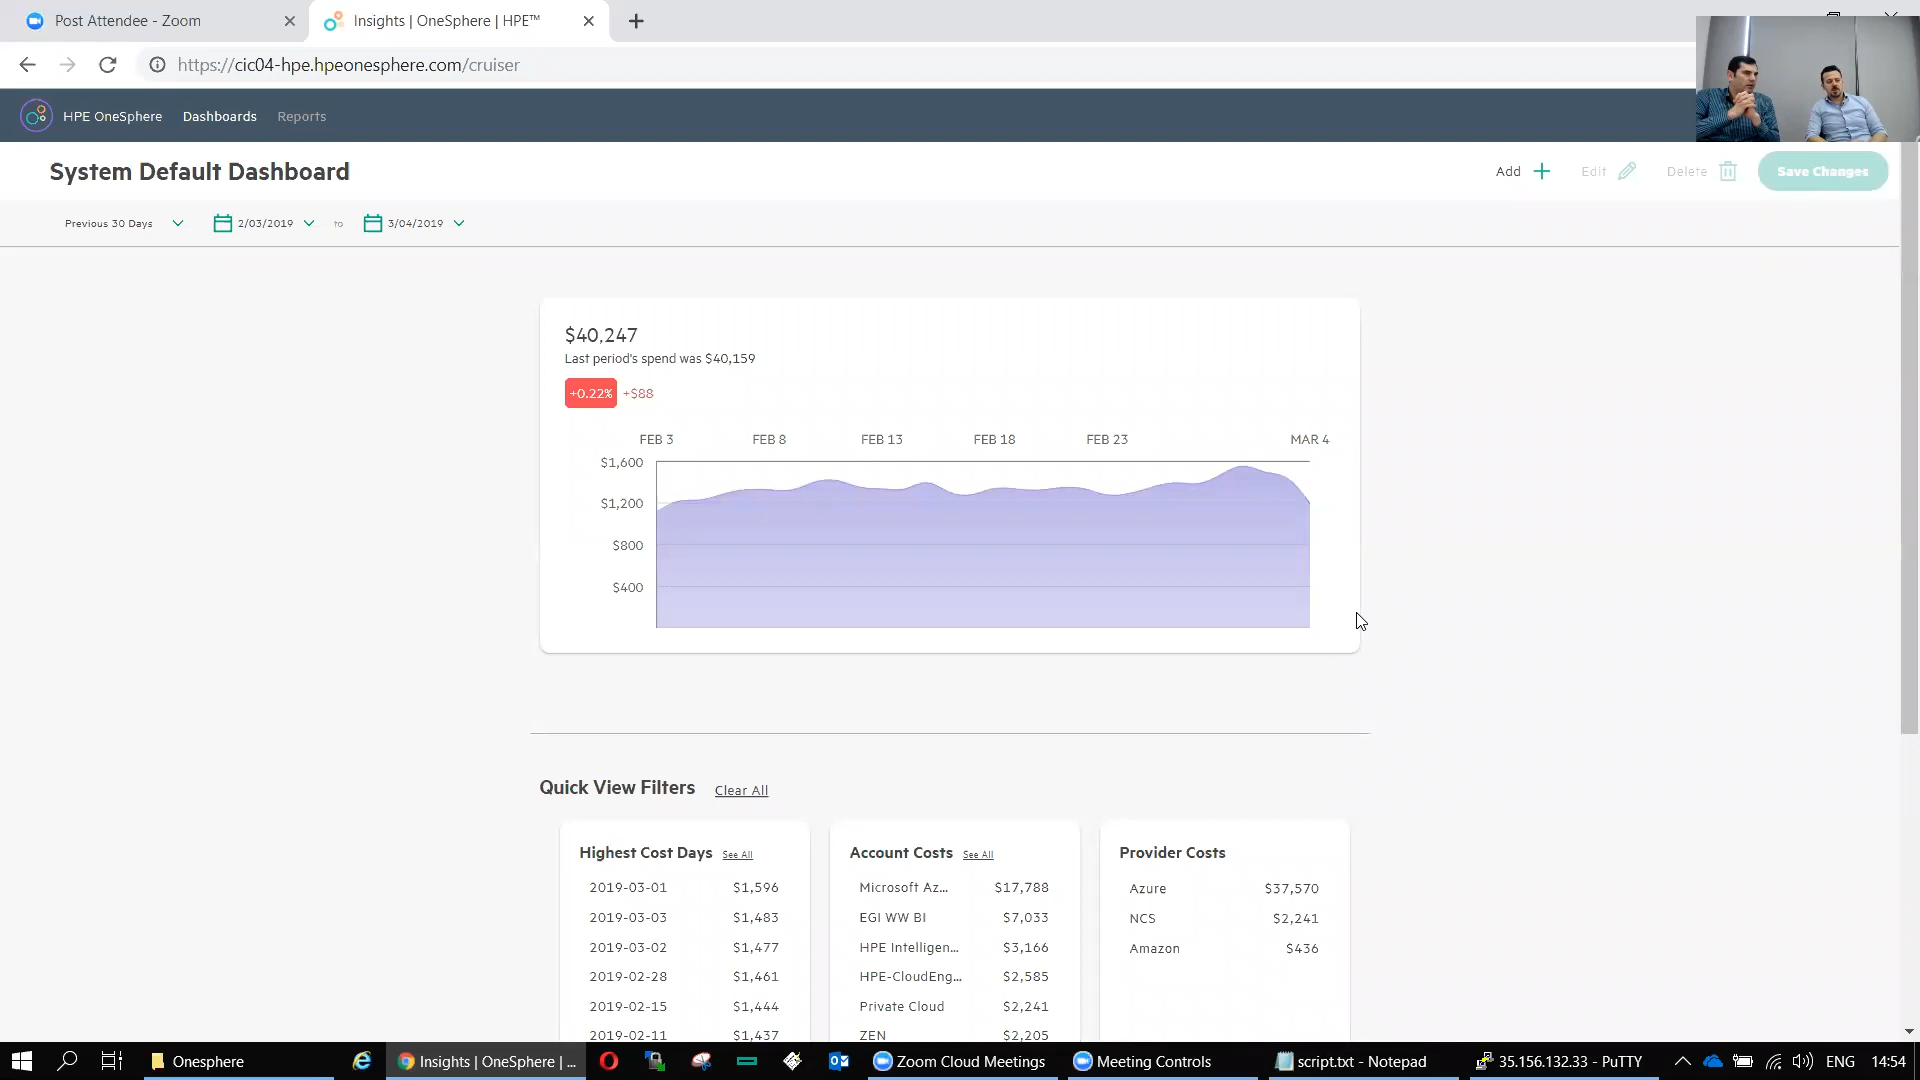 Post Attendee - Zoom
Insights | OneSphere | HPE™
https://cic04-hpe.hpeonesphere.com/cruiser
HPE OneSphere
Dashboards
Reports
System Default Dashboard
Add
Edit
Delete
Save Changes
Previous 30 Days
2/03/2019
to
3/04/2019
$40,247
Last period's spend was $40,159
+0.22% +$88
FEB 3
FEB 8
FEB 13
FEB 18
FEB 23
MAR 4
$1,600
$1,200
$800
$400
Quick View Filters
Clear All
Highest Cost Days
See All
2019-03-01 $1,596
2019-03-03 $1,483
2019-03-02 $1,477
2019-02-28 $1,461
2019-02-15 $1,444
2019-02-11 $1,437
Account Costs
See All
Microsoft Az... $17,788
EGI WW BI $7,033
HPE Intelligen... $3,166
HPE-CloudEng... $2,585
Private Cloud $2,241
ZEN $2,205
Provider Costs
Azure $37,570
NCS $2,241
Amazon $436
Onesphere
Insights | OneSphere | ...
Zoom Cloud Meetings
Meeting Controls
script.txt - Notepad
35.156.132.33 - PuTTY
ENG
14:54